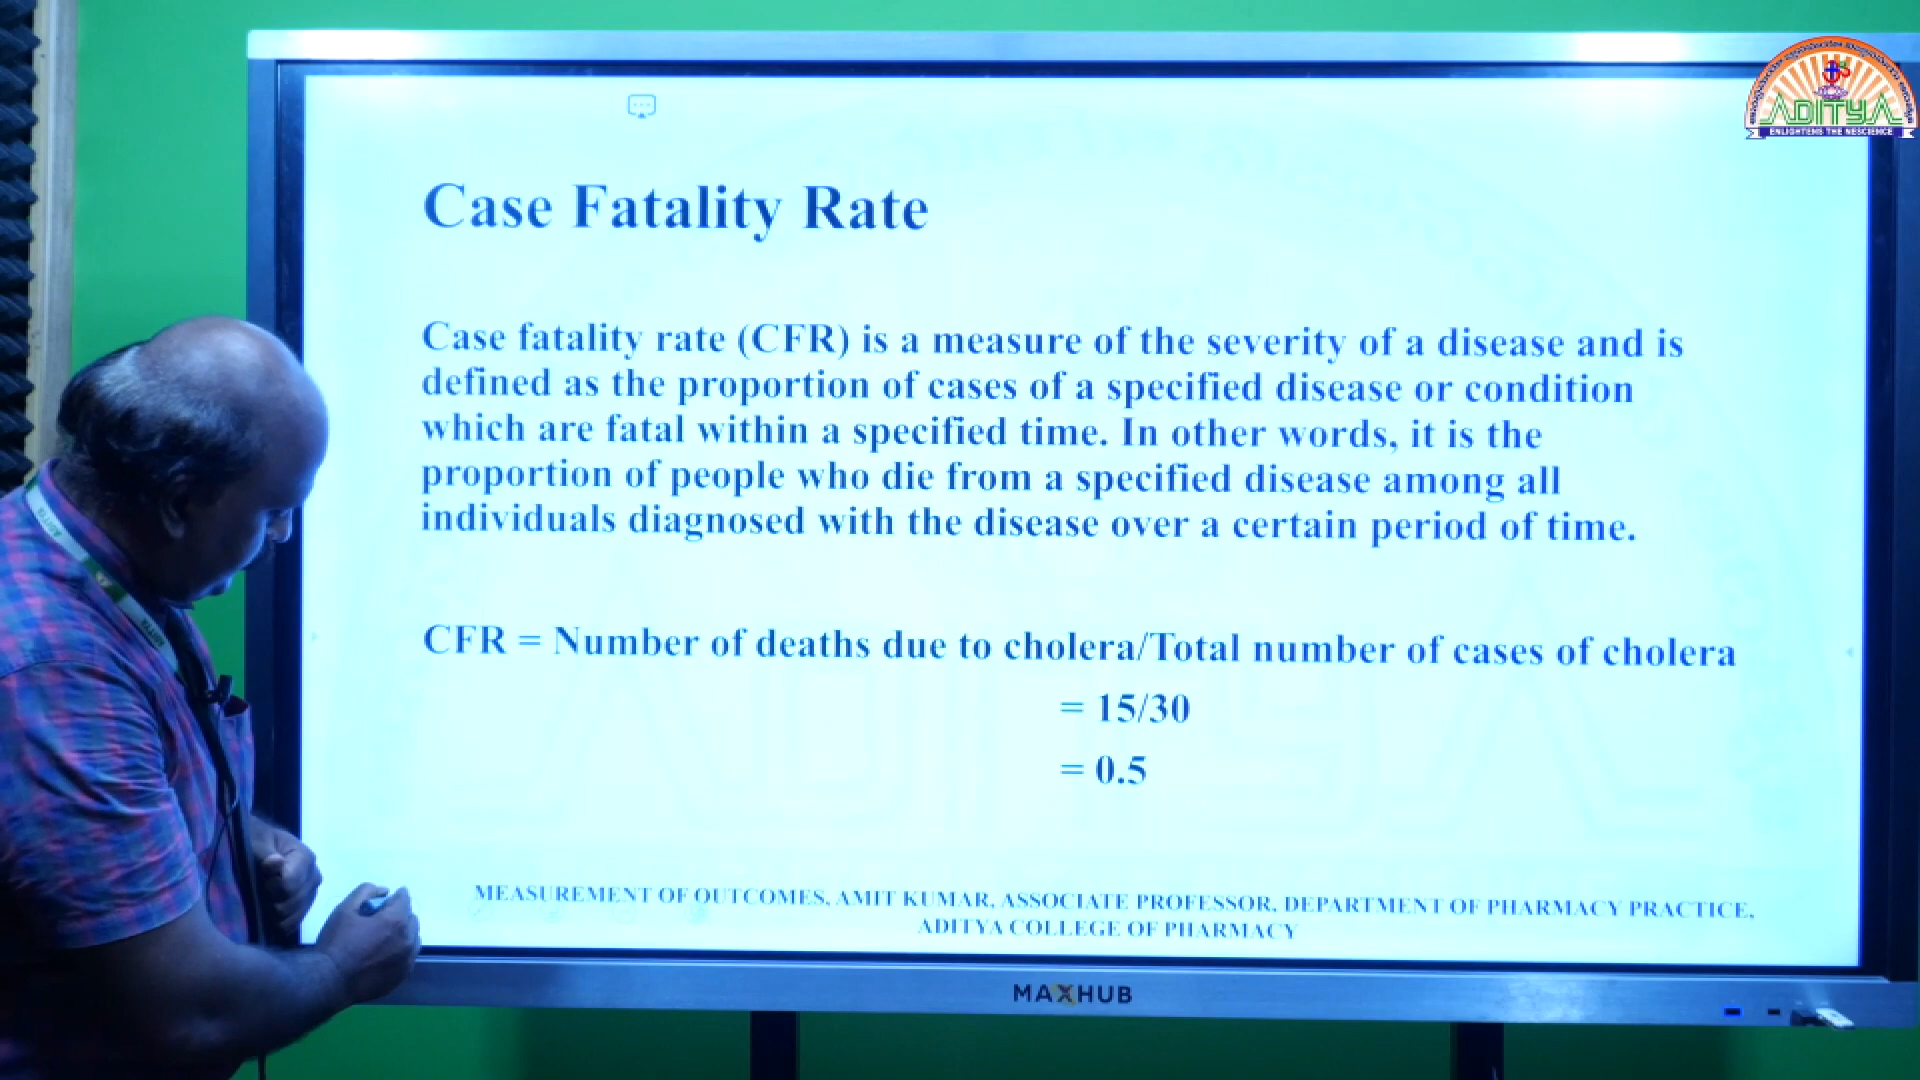 ADITYA
ENLIGHTENS THE NESCIENCE
Case Fatality Rate
Case fatality rate (CFR) is a measure of the severity of a disease and is
defined as the proportion of cases of a specified disease or condition
which are fatal within a specified time. In other words, it is the
proportion of people who die from a specified disease among all
individuals diagnosed with the disease over a certain period of time.
CFR = Number of deaths due to cholera/Total number of cases of cholera
= 15/30
= 0.5
MEASUREMENT OF OUTCOMES, AMIT KUMAR, ASSOCIATE PROFESSOR, DEPARTMENT OF PHARMACY PRACTICE,
ADITYA COLLEGE OF PHARMACY
MAXHUB